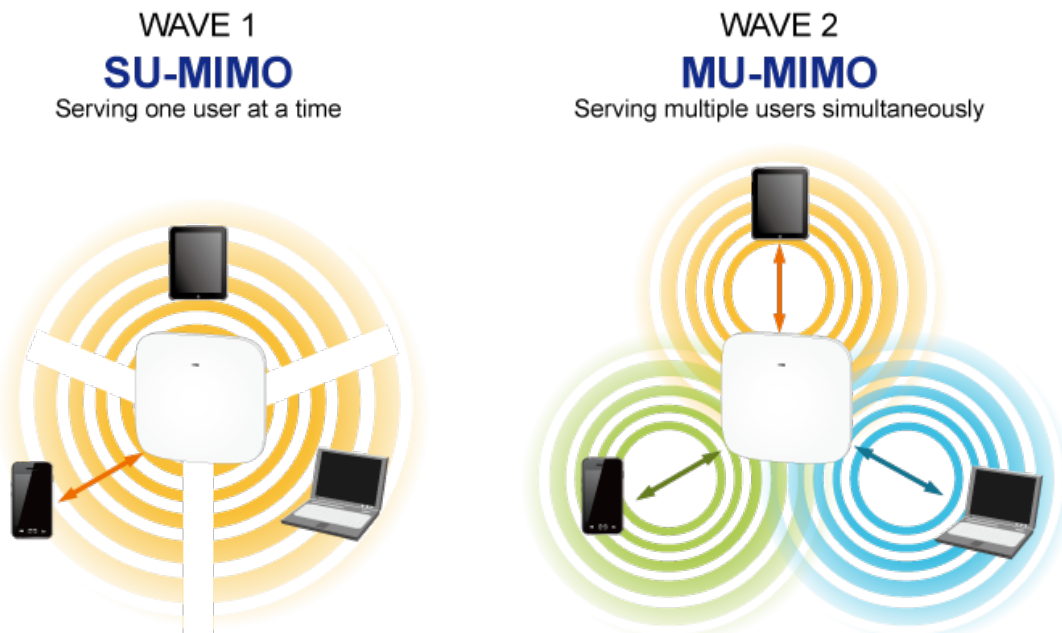 WAVE 1
SU-MIMO
Serving one user at a time
WAVE 2
MU-MIMO
Serving multiple users simultaneously